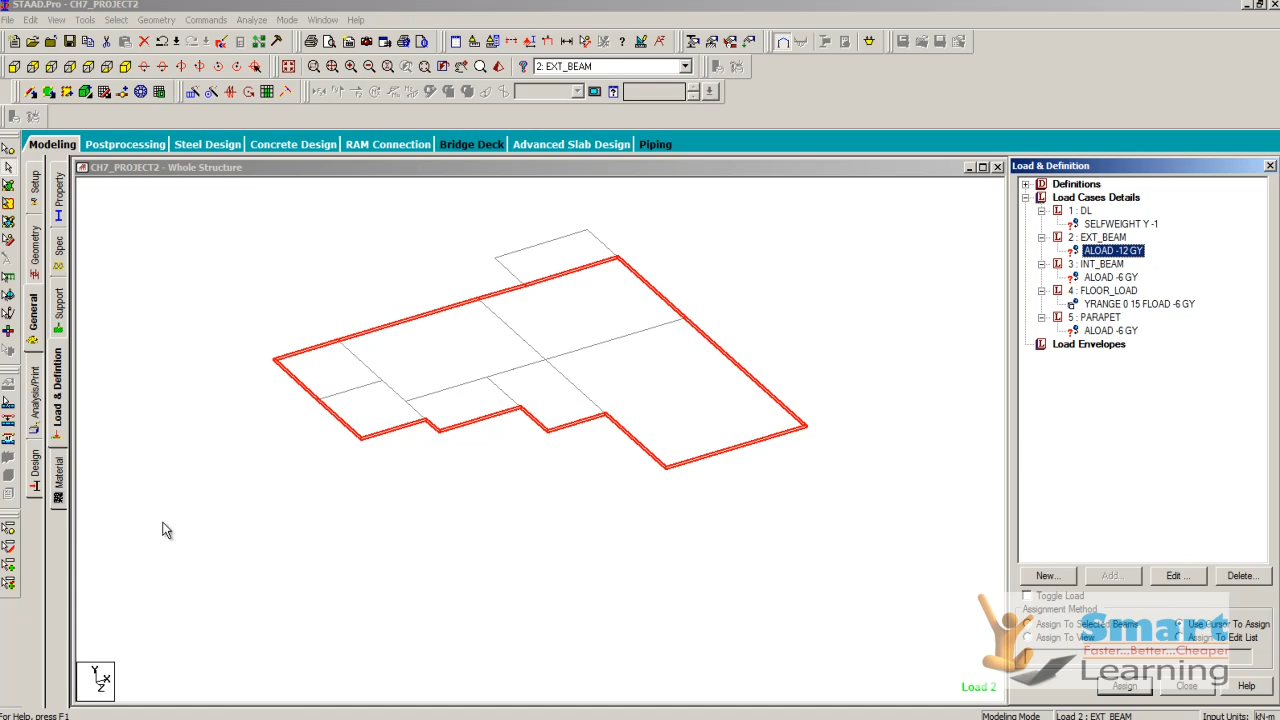 STAAD.Pro - CH7_PROJECT2
File Edit View Tools Select Geometry Commands Analyze Mode Window Help
2: EXT_BEAM
Modeling Postprocessing Steel Design Concrete Design RAM Connection Bridge Deck Advanced Slab Design Piping
CH7_PROJECT2 - Whole Structure
Load & Definition
Setup
Geometry
General
Analysis/Print
Design
Property
Spec
Support
Load & Definition
Material
Definitions
Load Cases Details
1 : DL
SELFWEIGHT Y -1
2 : EXT_BEAM
ALOAD -12 GY
3 : INT_BEAM
ALOAD -6 GY
4 : FLOOR_LOAD
YRANGE 0 15 FLOAD -6 GY
5 : PARAPET
ALOAD -6 GY
Load Envelopes
New... Add... Edit ... Delete...
Toggle Load
Assignment Method
Assign To Selected Beams Use Cursor To Assign
Assign To View Assign To Edit List
Assign Close Help
Smart
Faster...Better...Cheaper
Learning
Y
X
Z
Load 2
For Help, press F1 Modeling Mode Load 2 : EXT_BEAM Input Units: kN-m